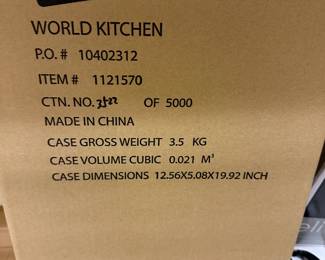 WORLD KITCHEN
P.O. # 10402312
ITEM # 1121570
CTN. NO. OF 5000
MADE IN CHINA
CASE GROSS WEIGHT 3.5 KG
CASE VOLUME CUBIC 0.021 M³
CASE DIMENSIONS 12.56X5.08X19.92 INCH